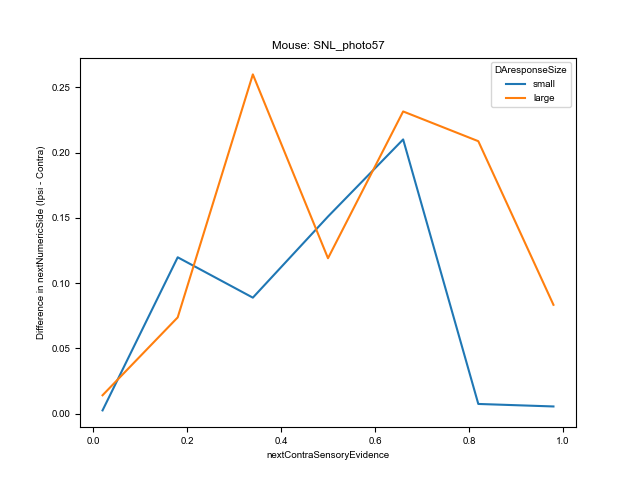 Mouse: SNL_photo57
DAresponseSize
small
large
Difference in nextNumericSide (Ipsi - Contra)
0.25
0.20
0.15
0.10
0.05
0.00
0.0 0.2 0.4 0.6 0.8 1.0
nextContraSensoryEvidence